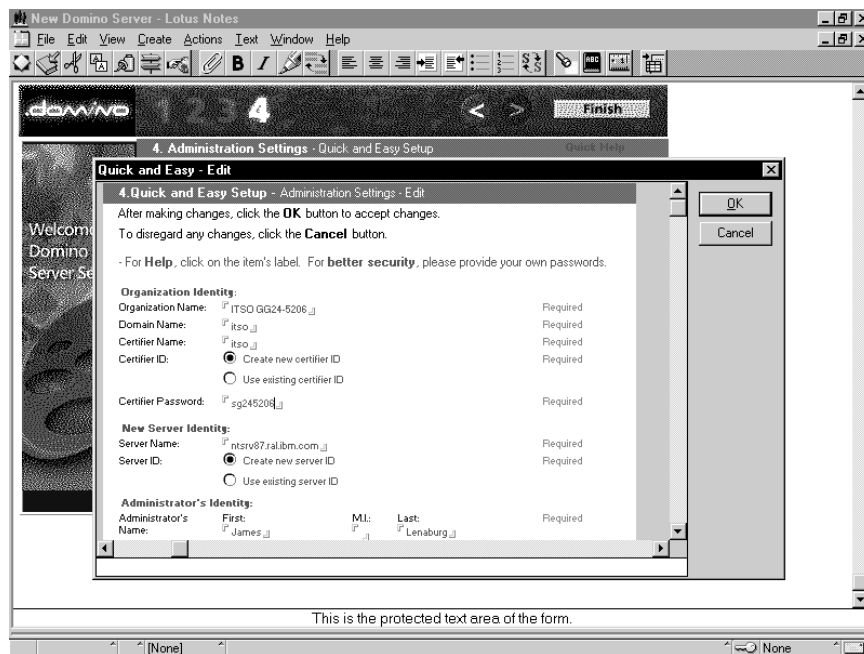 New Domino Server - Lotus Notes
File Edit View Create Actions Text Window Help
.domino 1 2 3 4 < > Finish
4. Administration Settings - Quick and Easy Setup Quick Help
Quick and Easy - Edit
4.Quick and Easy Setup - Administration Settings - Edit
After making changes, click the OK button to accept changes.
To disregard any changes, click the Cancel button.
- For Help, click on the item's label. For better security, please provide your own passwords.
OK
Cancel
Welcom
Domino
Server Se
Organization Identity:
Organization Name: ITSO GG24-5206 Required
Domain Name: itso Required
Certifier Name: itso Required
Certifier ID: Create new certifier ID Required
Use existing certifier ID
Certifier Password: sg245206 Required
New Server Identity:
Server Name: ntsrv87.ral.ibm.com Required
Server ID: Create new server ID Required
Use existing server ID
Administrator's Identity:
Administrator's First: M.I.: Last: Required
Name: James Lenaburg
This is the protected text area of the form.
[None] None